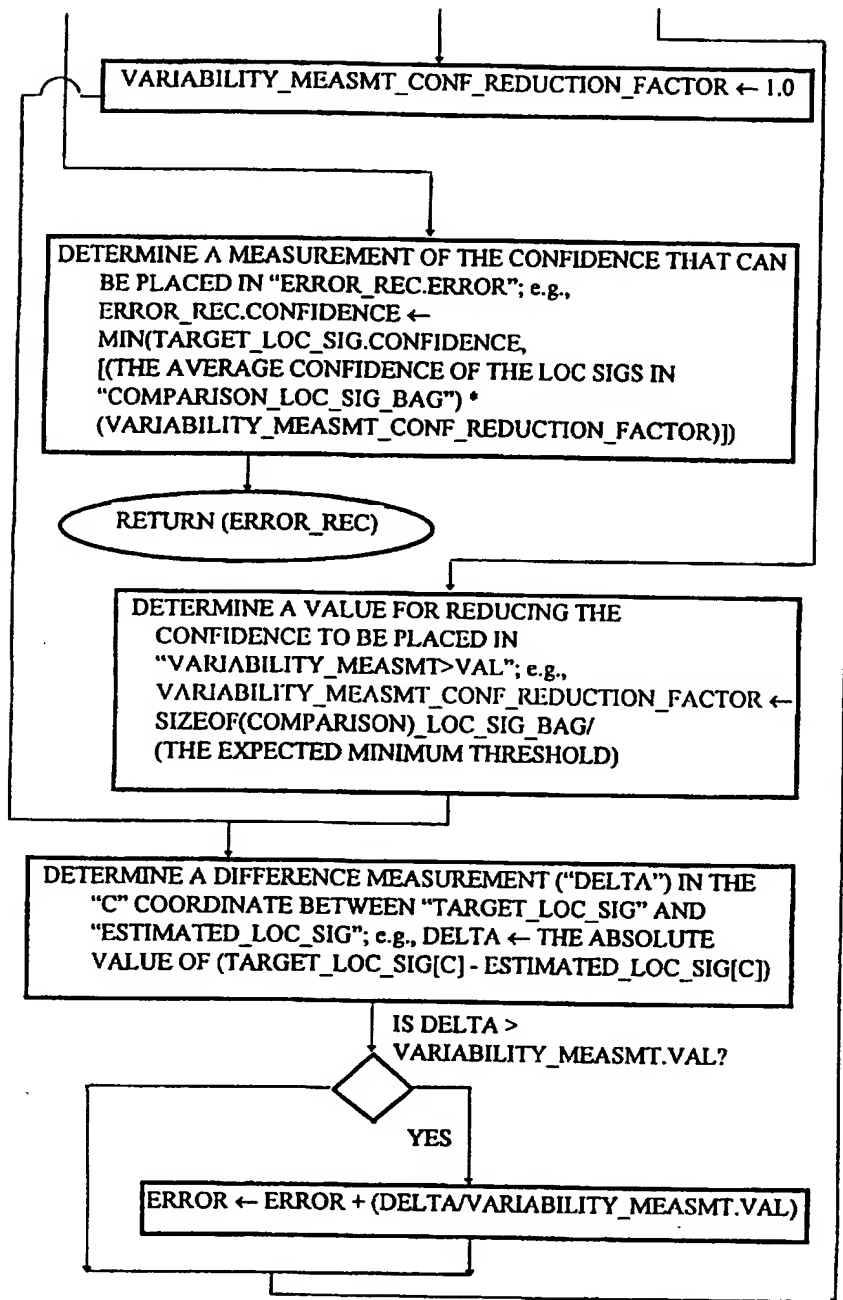 VARIABILITY_MEASMT_CONF_REDUCTION_FACTOR ← 1.0
DETERMINE A MEASUREMENT OF THE CONFIDENCE THAT CAN
BE PLACED IN “ERROR_REC.ERROR”; e.g.,
ERROR_REC.CONFIDENCE ←
MIN(TARGET_LOC_SIG.CONFIDENCE,
[(THE AVERAGE CONFIDENCE OF THE LOC SIGS IN
“COMPARISON_LOC_SIG_BAG”) *
(VARIABILITY_MEASMT_CONF_REDUCTION_FACTOR)])
RETURN (ERROR_REC)
DETERMINE A VALUE FOR REDUCING THE
CONFIDENCE TO BE PLACED IN
“VARIABILITY_MEASMT>VAL”; e.g.,
VARIABILITY_MEASMT_CONF_REDUCTION_FACTOR ←
SIZEOF(COMPARISON)_LOC_SIG_BAG/
(THE EXPECTED MINIMUM THRESHOLD)
DETERMINE A DIFFERENCE MEASUREMENT (“DELTA”) IN THE
“C” COORDINATE BETWEEN “TARGET_LOC_SIG” AND
“ESTIMATED_LOC_SIG”; e.g., DELTA ← THE ABSOLUTE
VALUE OF (TARGET_LOC_SIG[C] - ESTIMATED_LOC_SIG[C])
IS DELTA >
VARIABILITY_MEASMT.VAL?
YES
ERROR ← ERROR + (DELTA/VARIABILITY_MEASMT.VAL)